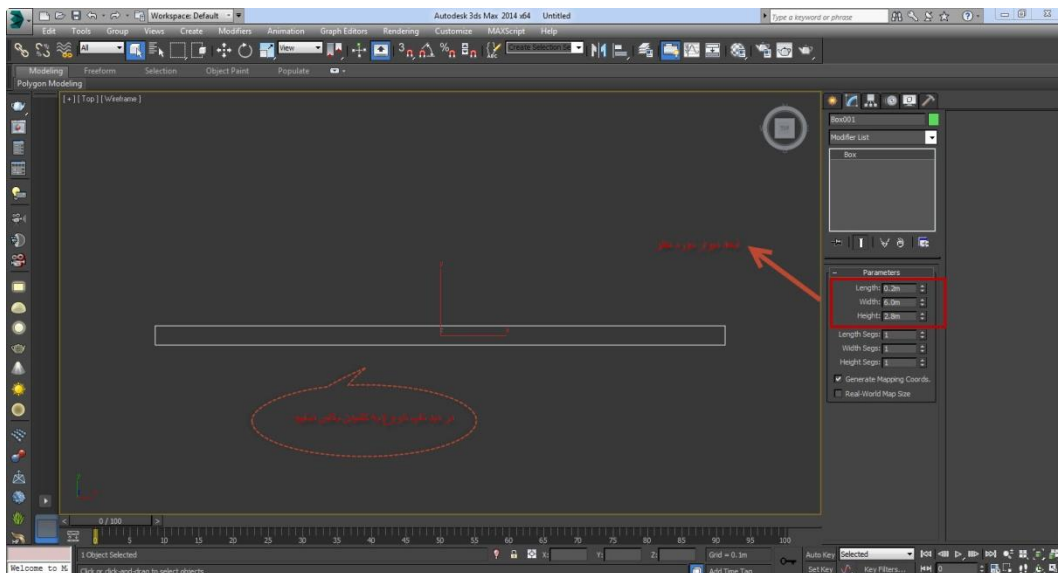 Workspace: Default
Autodesk 3ds Max 2014 x64 Untitled
Type a keyword or phrase
Edit Tools Group Views Create Modifiers Animation Graph Editors Rendering Customize MAXScript Help
All
View
Create Selection Se
Modeling Freeform Selection Object Paint Populate
Polygon Modeling
[+] [Top] [Wireframe]
Box001
Modifier List
Box
Parameters
Length: 0.2m
Width: 6.0m
Height: 2.8m
Length Segs: 1
Width Segs: 1
Height Segs: 1
Generate Mapping Coords.
Real-World Map Size
0 / 100
0 5 10 15 20 25 30 35 40 45 50 55 60 65 70 75 80 85 90 95 100
1 Object Selected
X: Y: Z:
Grid = 0.1m
Auto Key Selected
Welcome to M
Click or click-and-drag to select objects
Add Time Tag
Set Key Key Filters... 0